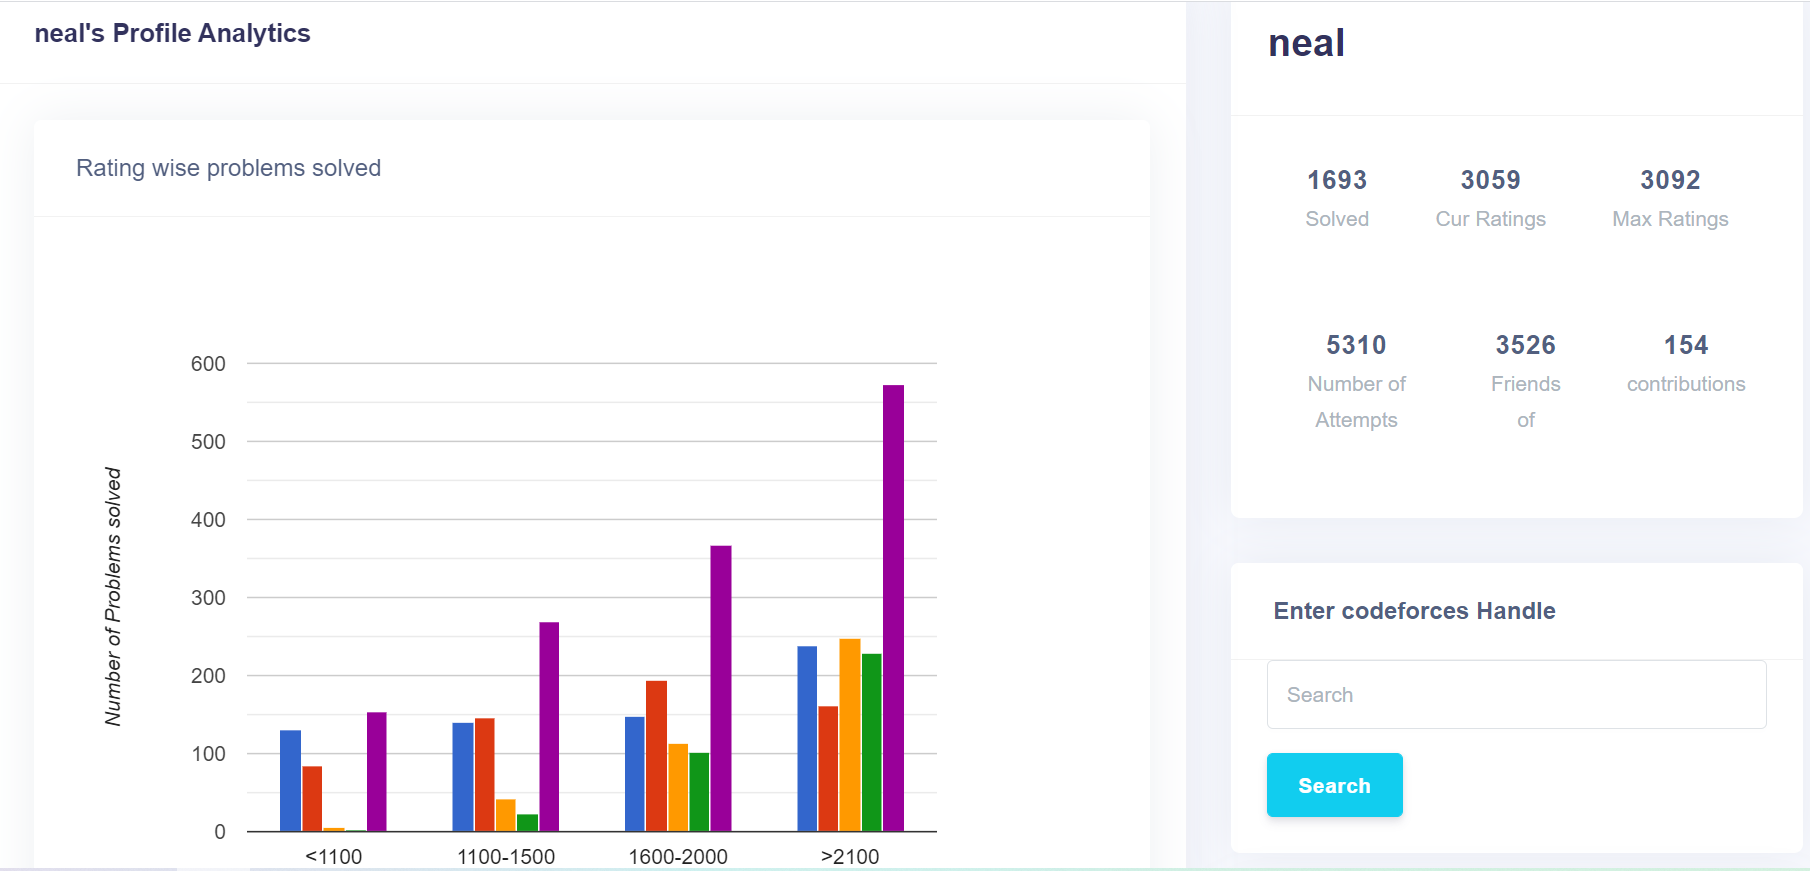 neal's Profile Analytics
Rating wise problems solved
600
500
400
300
200
100
0
Number of Problems solved
<1100
1100-1500
1600-2000
>2100
neal
1693
Solved
3059
Cur Ratings
3092
Max Ratings
5310
Number of
Attempts
3526
Friends
of
154
contributions
Enter codeforces Handle
Search
Search